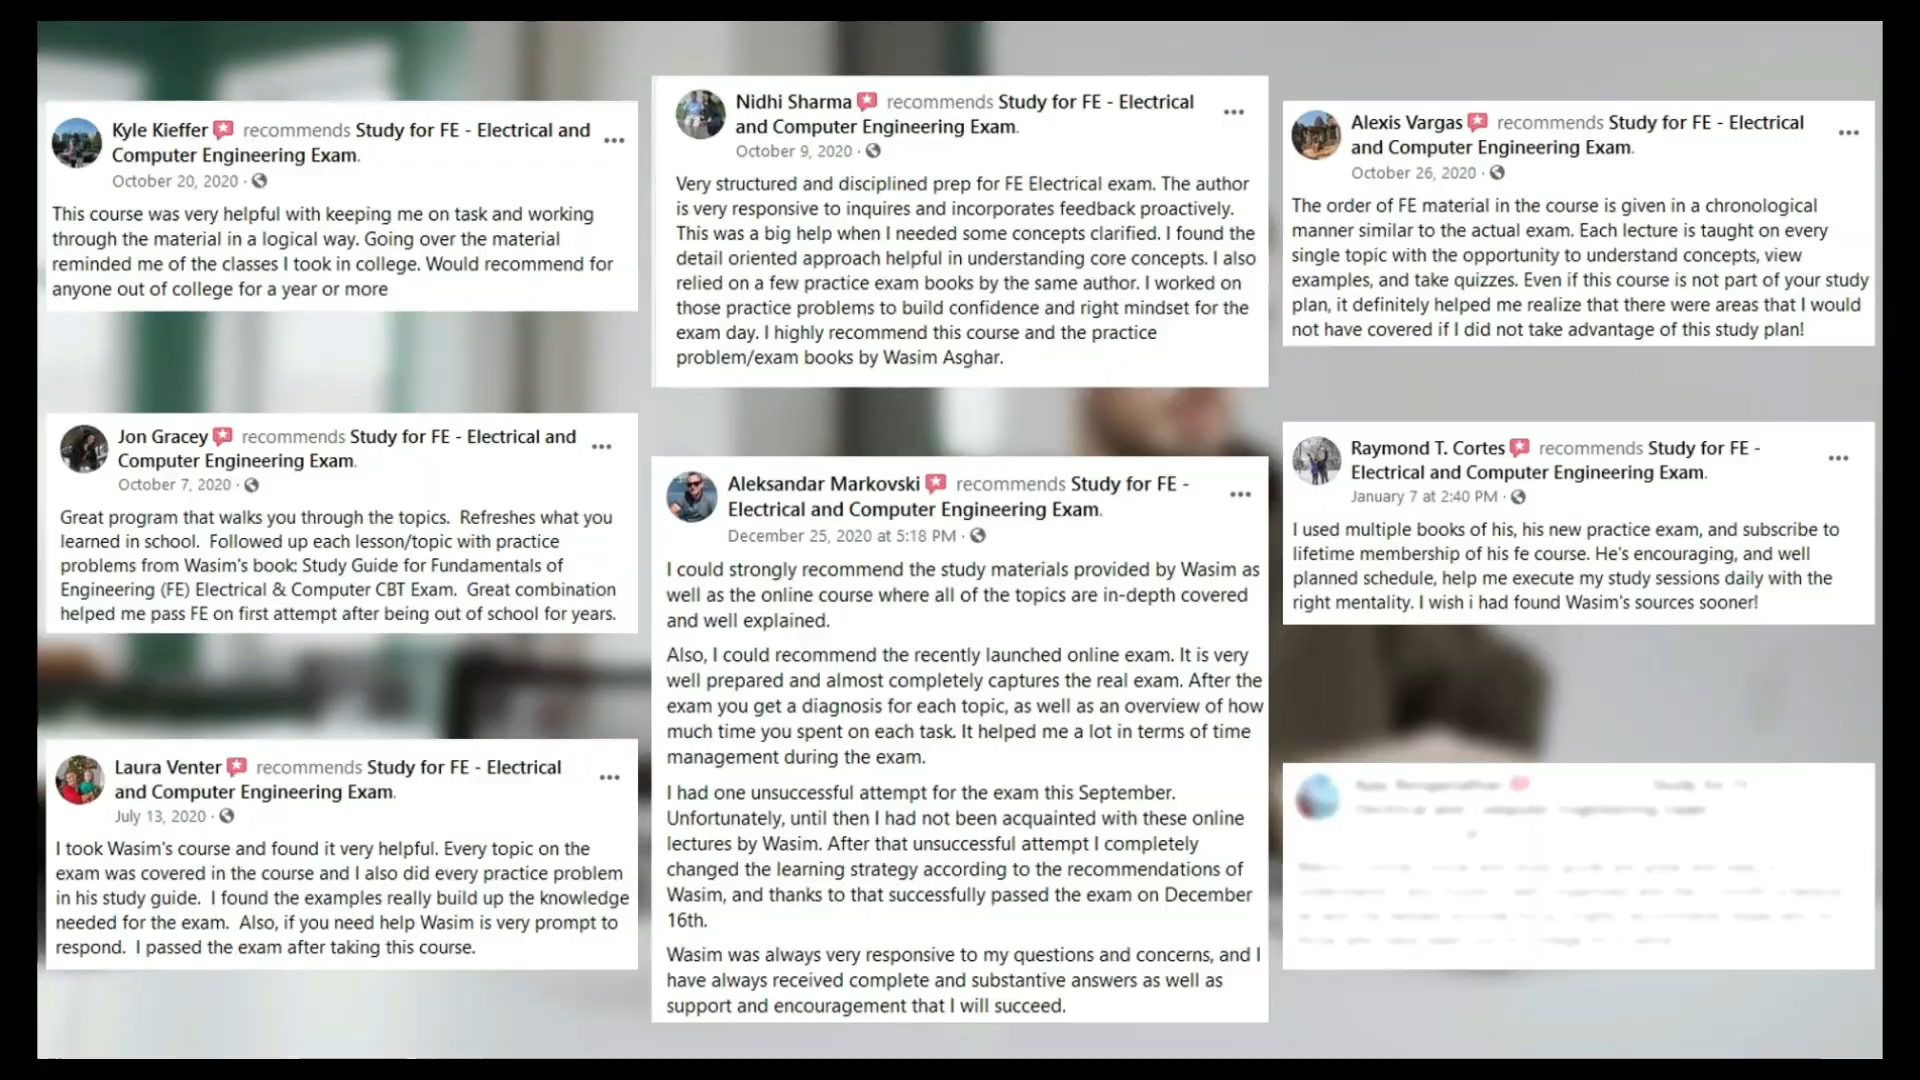 Kyle Kieffer recommends Study for FE - Electrical and
Computer Engineering Exam.
October 20, 2020 ·
This course was very helpful with keeping me on task and working
through the material in a logical way. Going over the material
reminded me of the classes I took in college. Would recommend for
anyone out of college for a year or more
Jon Gracey recommends Study for FE - Electrical and
Computer Engineering Exam.
October 7, 2020 ·
Great program that walks you through the topics. Refreshes what you
learned in school. Followed up each lesson/topic with practice
problems from Wasim's book: Study Guide for Fundamentals of
Engineering (FE) Electrical & Computer CBT Exam. Great combination
helped me pass FE on first attempt after being out of school for years.
Laura Venter recommends Study for FE - Electrical
and Computer Engineering Exam.
July 13, 2020 ·
I took Wasim's course and found it very helpful. Every topic on the
exam was covered in the course and I also did every practice problem
in his study guide. I found the examples really build up the knowledge
needed for the exam. Also, if you need help Wasim is very prompt to
respond. I passed the exam after taking this course.
Nidhi Sharma recommends Study for FE - Electrical
and Computer Engineering Exam.
October 9, 2020 ·
Very structured and disciplined prep for FE Electrical exam. The author
is very responsive to inquires and incorporates feedback proactively.
This was a big help when I needed some concepts clarified. I found the
detail oriented approach helpful in understanding core concepts. I also
relied on a few practice exam books by the same author. I worked on
those practice problems to build confidence and right mindset for the
exam day. I highly recommend this course and the practice
problem/exam books by Wasim Asghar.
Aleksandar Markovski recommends Study for FE -
Electrical and Computer Engineering Exam.
December 25, 2020 at 5:18 PM ·
I could strongly recommend the study materials provided by Wasim as
well as the online course where all of the topics are in-depth covered
and well explained.
Also, I could recommend the recently launched online exam. It is very
well prepared and almost completely captures the real exam. After the
exam you get a diagnosis for each topic, as well as an overview of how
much time you spent on each task. It helped me a lot in terms of time
management during the exam.
I had one unsuccessful attempt for the exam this September.
Unfortunately, until then I had not been acquainted with these online
lectures by Wasim. After that unsuccessful attempt I completely
changed the learning strategy according to the recommendations of
Wasim, and thanks to that successfully passed the exam on December
16th.
Wasim was always very responsive to my questions and concerns, and I
have always received complete and substantive answers as well as
support and encouragement that I will succeed.
Alexis Vargas recommends Study for FE - Electrical
and Computer Engineering Exam.
October 26, 2020 ·
The order of FE material in the course is given in a chronological
manner similar to the actual exam. Each lecture is taught on every
single topic with the opportunity to understand concepts, view
examples, and take quizzes. Even if this course is not part of your study
plan, it definitely helped me realize that there were areas that I would
not have covered if I did not take advantage of this study plan!
Raymond T. Cortes recommends Study for FE -
Electrical and Computer Engineering Exam.
January 7 at 2:40 PM ·
I used multiple books of his, his new practice exam, and subscribe to
lifetime membership of his fe course. He's encouraging, and well
planned schedule, help me execute my study sessions daily with the
right mentality. I wish i had found Wasim's sources sooner!